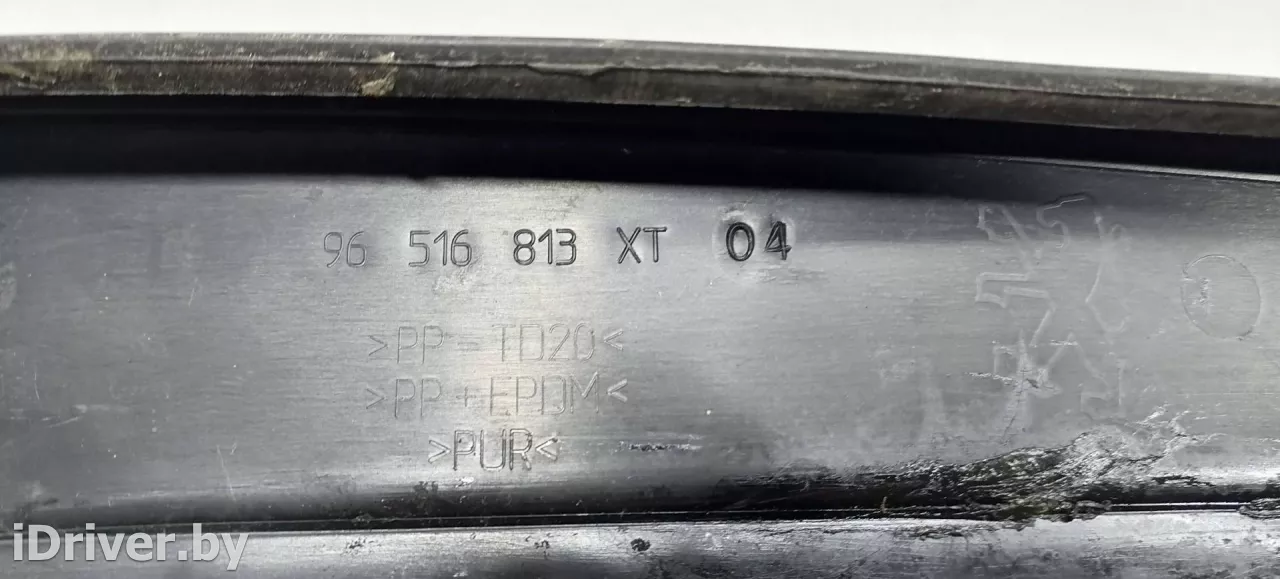 96 516 813 XT 04
>PP-TD20<
>PP+EPDM<
>PUR<
iDriver.by